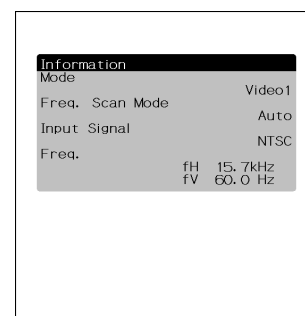 Information
Mode
Video1
Freq. Scan Mode
Auto
Input Signal
NTSC
Freq.
fH 15.7kHz
fV 60.0 Hz